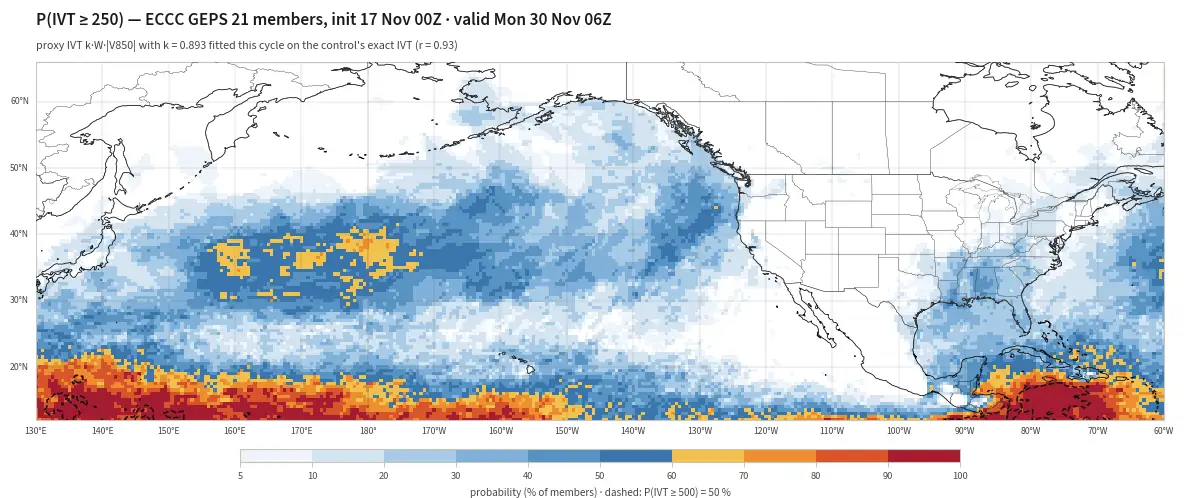 P(IVT ≥ 250) — ECCC GEPS 21 members, init 17 Nov 00Z · valid Mon 30 Nov 06Z
proxy IVT k·W·|V850| with k = 0.893 fitted this cycle on the control's exact IVT (r = 0.93)
60°N
50°N
40°N
30°N
20°N
130°E 140°E 150°E 160°E 170°E 180° 170°W 160°W 150°W 140°W 130°W 120°W 110°W 100°W 90°W 80°W 70°W 60°W
5 10 20 30 40 50 60 70 80 90 100
probability (% of members) · dashed: P(IVT ≥ 500) = 50 %